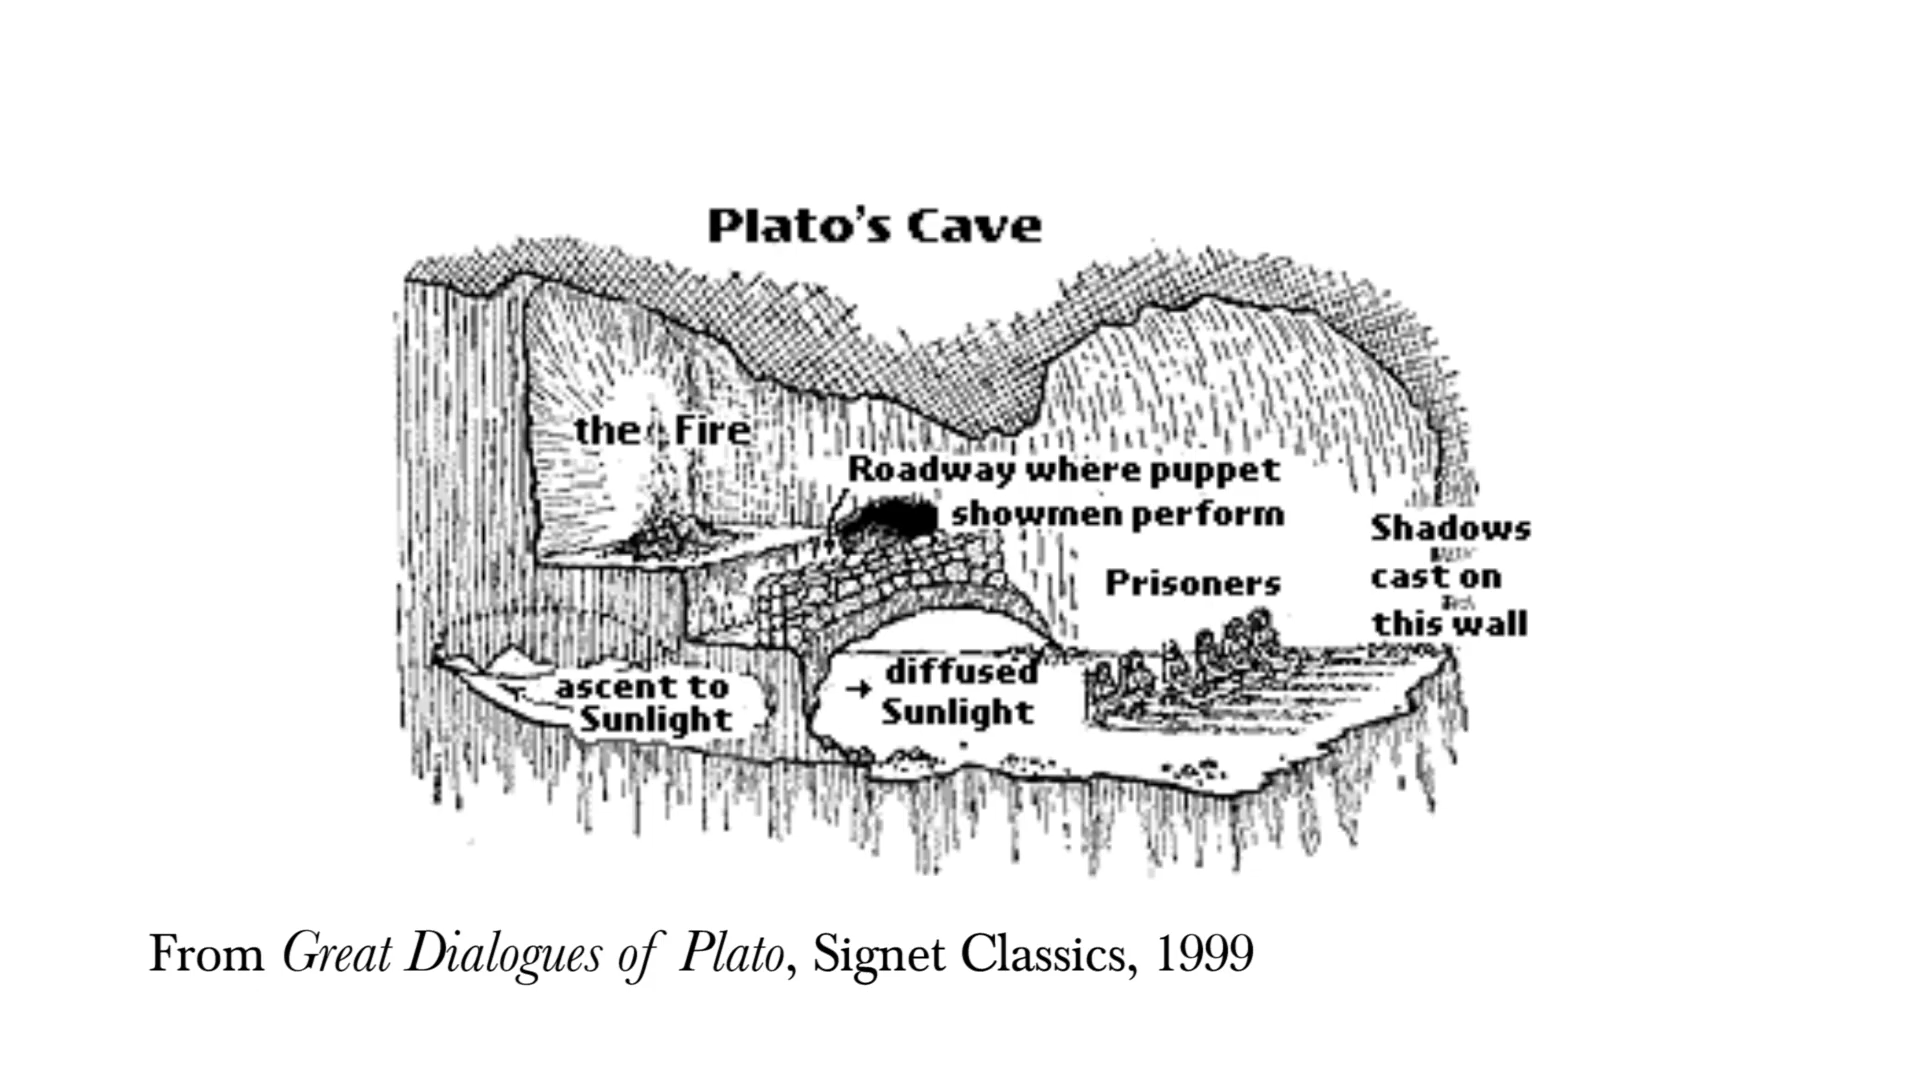 Plato's Cave
the Fire
Roadway where puppet
showmen perform
Shadows
cast on
this wall
Prisoners
diffused
Sunlight
ascent to
Sunlight
From Great Dialogues of Plato, Signet Classics, 1999